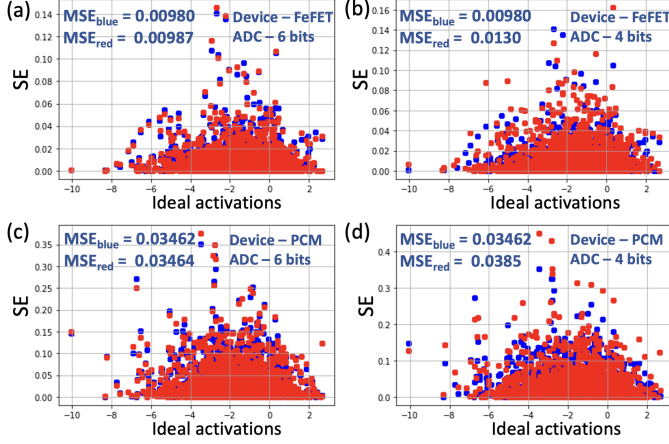 (a)
MSE_blue = 0.00980
MSE_red = 0.00987
Device – FeFET
ADC – 6 bits
SE
0.14
0.12
0.10
0.08
0.06
0.04
0.02
0.00
−10 −8 −6 −4 −2 0 2
Ideal activations
(b)
MSE_blue = 0.00980
MSE_red = 0.0130
Device – FeFET
ADC – 4 bits
SE
0.16
0.14
0.12
0.10
0.08
0.06
0.04
0.02
0.00
−10 −8 −6 −4 −2 0 2
Ideal activations
(c)
MSE_blue = 0.03462
MSE_red = 0.03464
Device – PCM
ADC – 6 bits
SE
0.35
0.30
0.25
0.20
0.15
0.10
0.05
0.00
−10 −8 −6 −4 −2 0 2
Ideal activations
(d)
MSE_blue = 0.03462
MSE_red = 0.0385
Device – PCM
ADC – 4 bits
SE
0.4
0.3
0.2
0.1
0.0
−10 −8 −6 −4 −2 0 2
Ideal activations